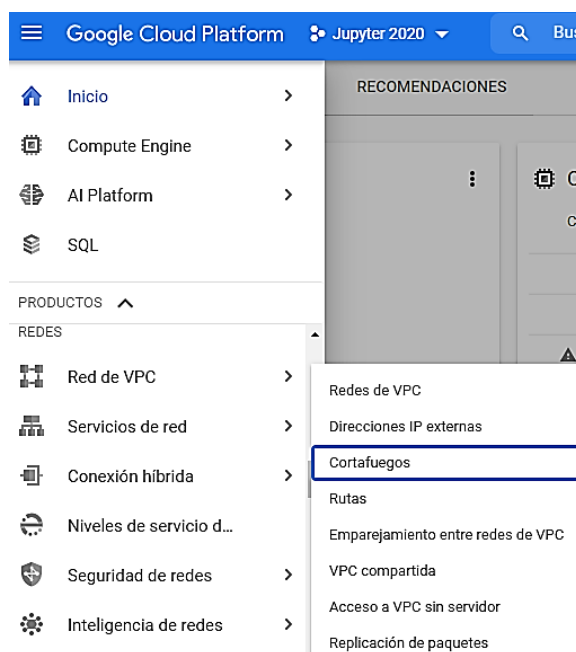 Google Cloud Platform
Jupyter 2020
Inicio
Compute Engine
AI Platform
SQL
PRODUCTOS
REDES
Red de VPC
Servicios de red
Conexión híbrida
Niveles de servicio d...
Seguridad de redes
Inteligencia de redes
RECOMENDACIONES
Redes de VPC
Direcciones IP externas
Cortafuegos
Rutas
Emparejamiento entre redes de VPC
VPC compartida
Acceso a VPC sin servidor
Replicación de paquetes